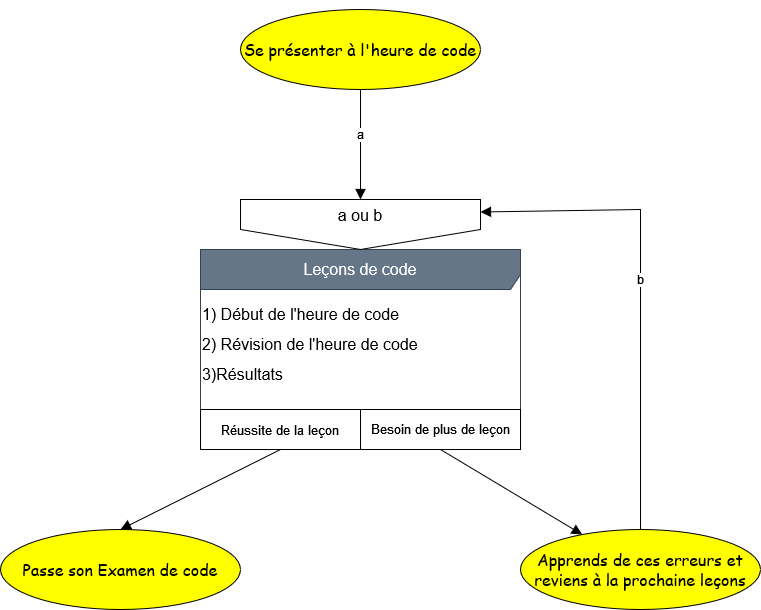 Se présenter à l'heure de code
a
a ou b
Leçons de code
b
1) Début de l'heure de code
2) Révision de l'heure de code
3)Résultats
Réussite de la leçon
Besoin de plus de leçon
Passe son Examen de code
Apprends de ces erreurs et
reviens à la prochaine leçons